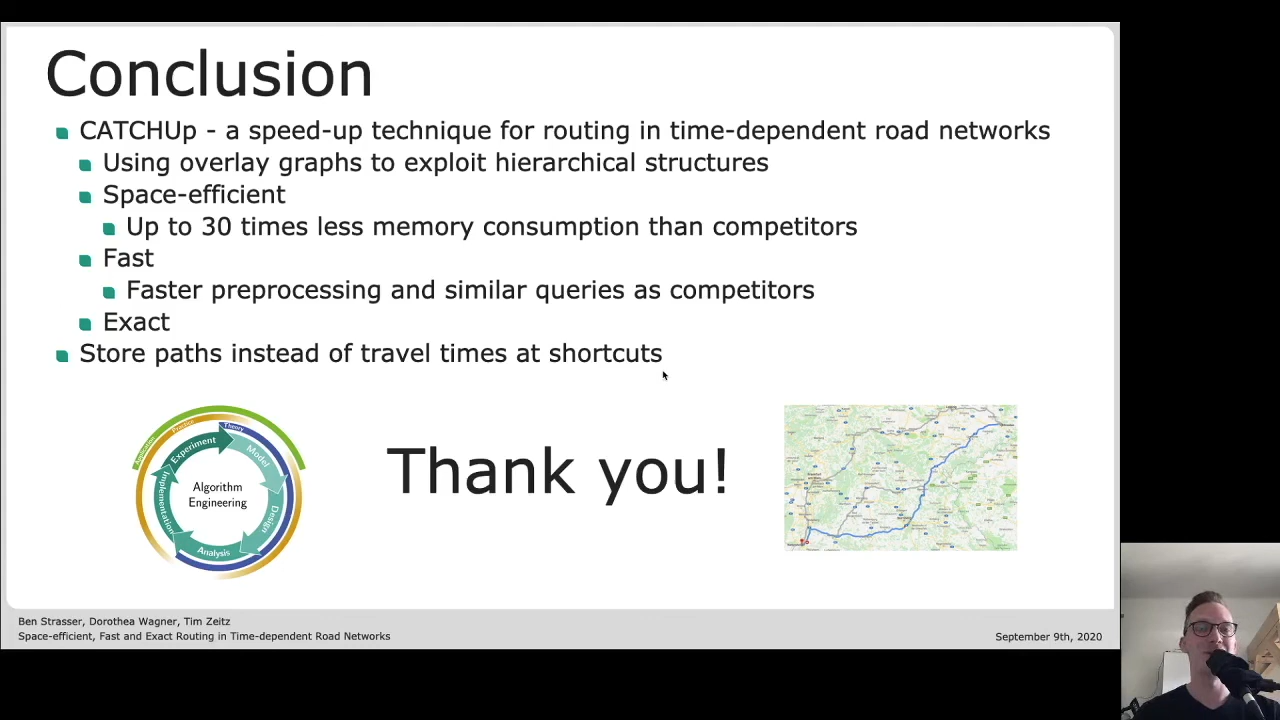 Conclusion
CATCHUp - a speed-up technique for routing in time-dependent road networks
Using overlay graphs to exploit hierarchical structures
Space-efficient
Up to 30 times less memory consumption than competitors
Fast
Faster preprocessing and similar queries as competitors
Exact
Store paths instead of travel times at shortcuts
Application
Practice
Theory
Experiment
Model
Algorithm
Engineering
Implementation
Design
Analysis
Thank you!
Ben Strasser, Dorothea Wagner, Tim Zeitz
Space-efficient, Fast and Exact Routing in Time-dependent Road Networks
September 9th, 2020